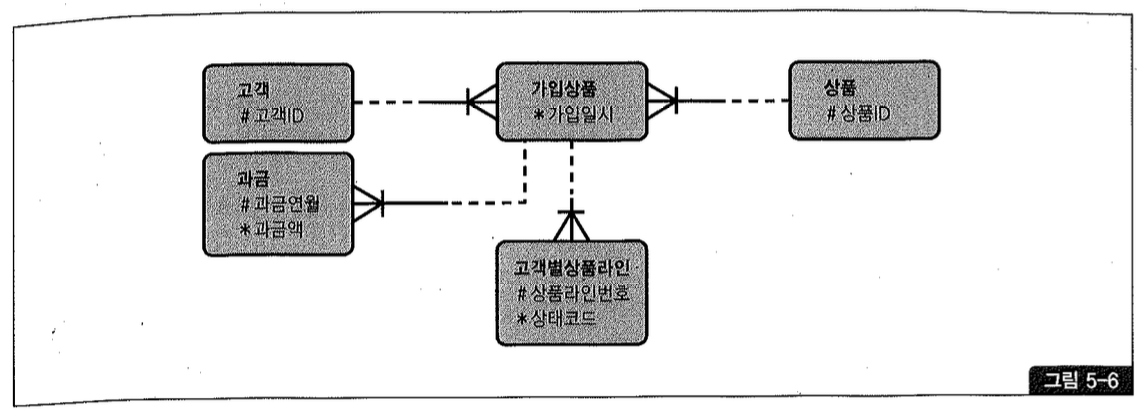 고객
# 고객ID
가입상품
* 가입일시
상품
# 상품ID
과금
# 과금연월
* 과금액
고객별상품라인
# 상품라인번호
* 상태코드
그림 5-6